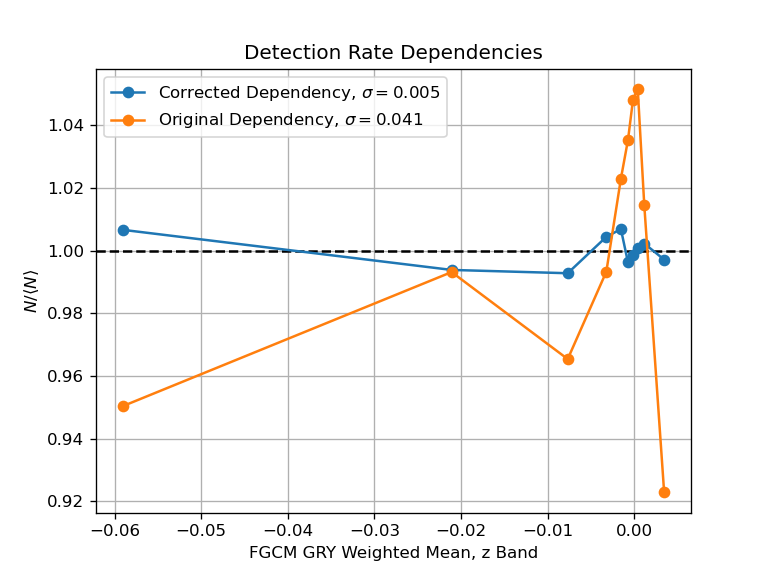 Detection Rate Dependencies
Corrected Dependency, σ = 0.005
Original Dependency, σ = 0.041
1.04
1.02
1.00
0.98
0.96
0.94
0.92
N/⟨N⟩
−0.06 −0.05 −0.04 −0.03 −0.02 −0.01 0.00
FGCM GRY Weighted Mean, z Band